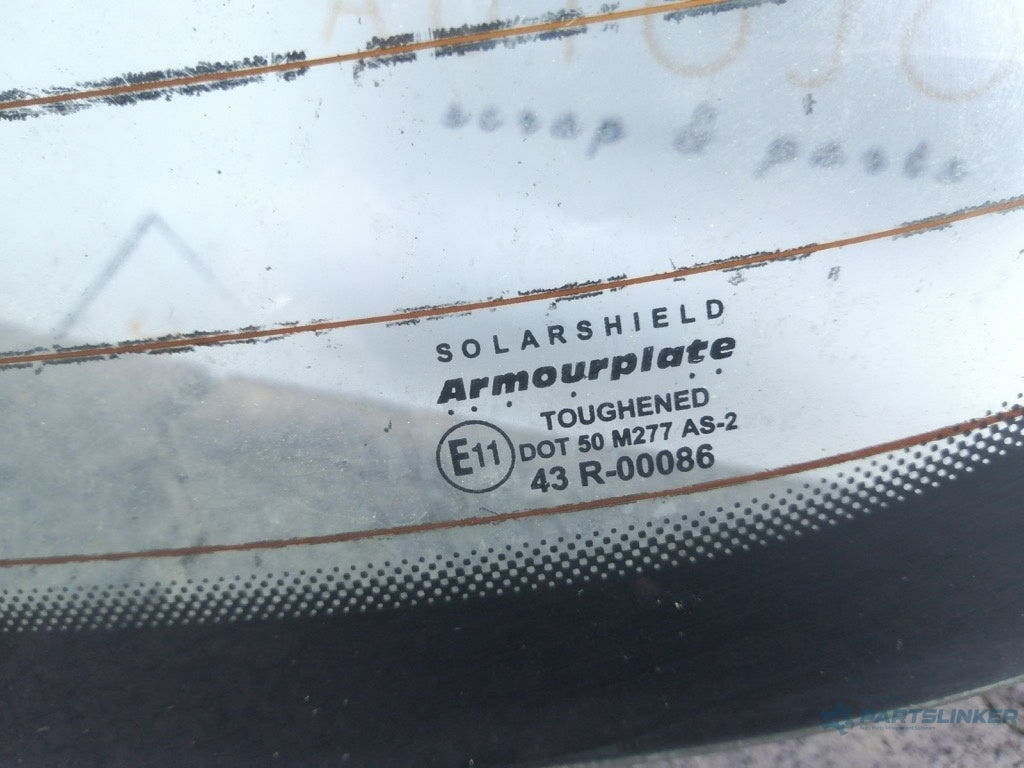 scrap & parts
SOLARSHIELD
Armourplate
TOUGHENED
E11
DOT 50 M277 AS-2
43 R-00086
PARTSLINKER